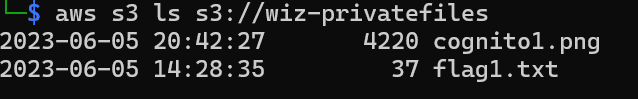 └─$ aws s3 ls s3://wiz-privatefiles
2023-06-05 20:42:27       4220 cognito1.png
2023-06-05 14:28:35         37 flag1.txt